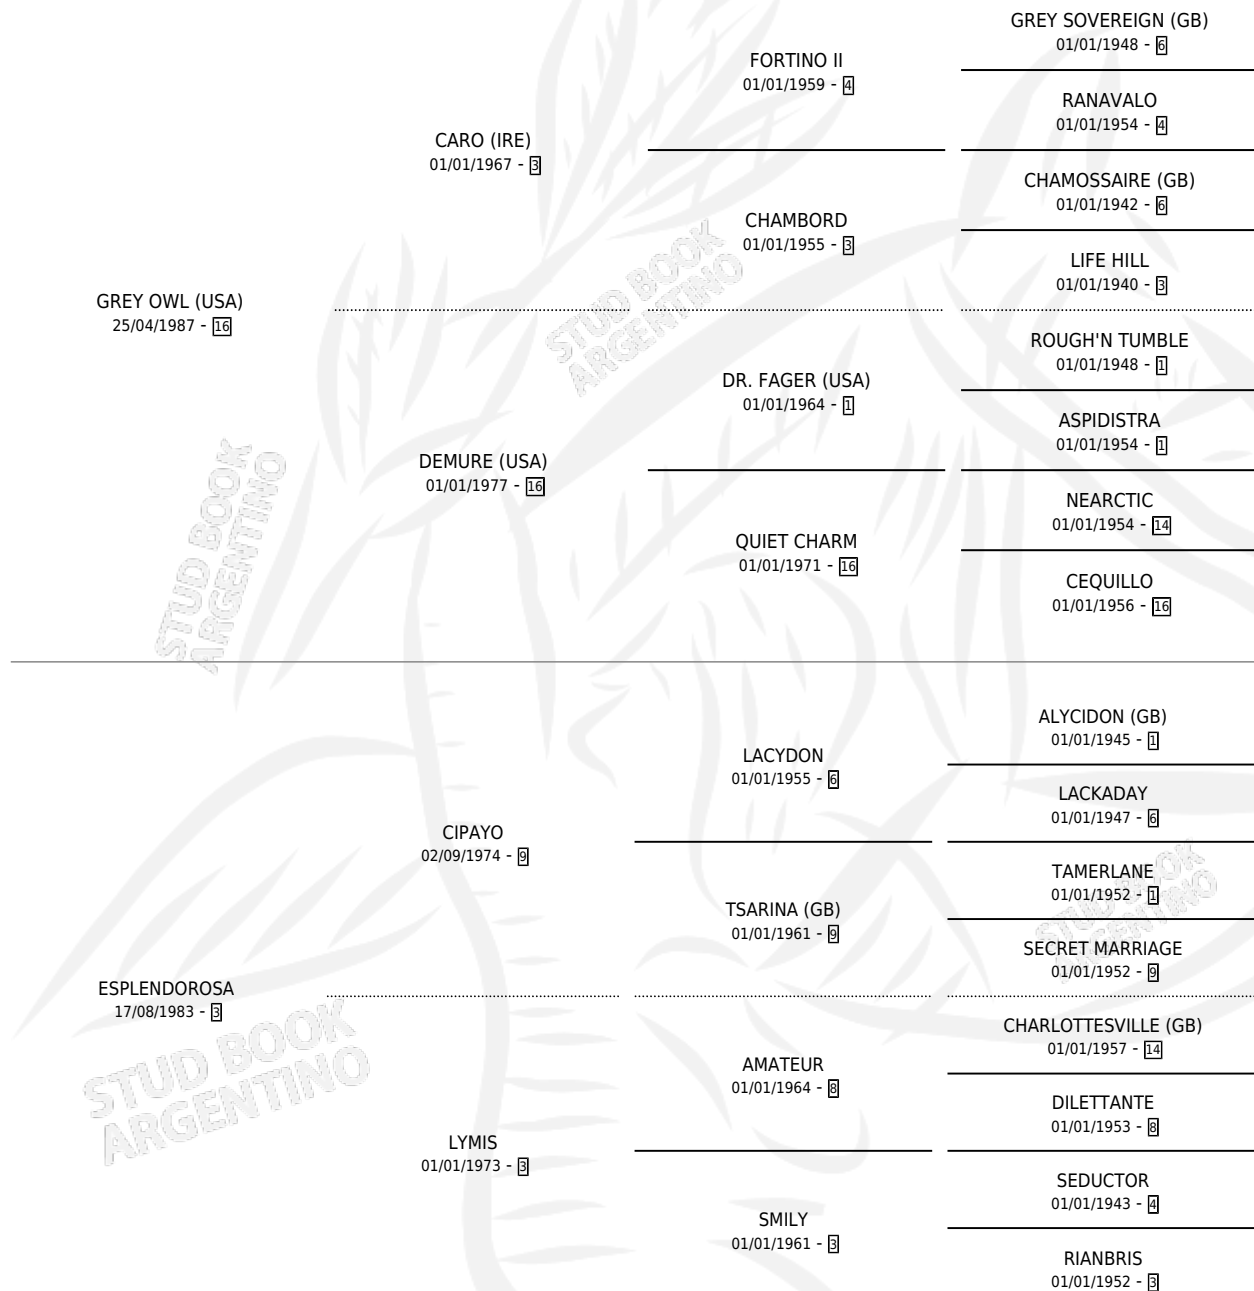 GREY SOVEREIGN (GB)
01/01/1948 - 6
FORTINO II
01/01/1959 - 4
RANAVALO
01/01/1954 - 4
CARO (IRE)
01/01/1967 - 3
CHAMOSSAIRE (GB)
01/01/1942 - 6
CHAMBORD
01/01/1955 - 3
LIFE HILL
01/01/1940 - 3
GREY OWL (USA)
25/04/1987 - 16
ROUGH'N TUMBLE
01/01/1948 - 1
DR. FAGER (USA)
01/01/1964 - 1
ASPIDISTRA
01/01/1954 - 1
DEMURE (USA)
01/01/1977 - 16
NEARCTIC
01/01/1954 - 14
QUIET CHARM
01/01/1971 - 16
CEQUILLO
01/01/1956 - 16
ALYCIDON (GB)
01/01/1945 - 1
LACYDON
01/01/1955 - 6
LACKADAY
01/01/1947 - 6
CIPAYO
02/09/1974 - 9
TAMERLANE
01/01/1952 - 1
TSARINA (GB)
01/01/1961 - 9
SECRET MARRIAGE
01/01/1952 - 9
ESPLENDOROSA
17/08/1983 - 3
CHARLOTTESVILLE (GB)
01/01/1957 - 14
AMATEUR
01/01/1964 - 8
DILETTANTE
01/01/1953 - 8
LYMIS
01/01/1973 - 3
SEDUCTOR
01/01/1943 - 4
SMILY
01/01/1961 - 3
RIANBRIS
01/01/1952 - 3
STUD BOOK
ARGENTINO
STUD BOOK
ARGENTINO
STUD BOOK
ARGENTINO
STUD BOOK
ARGENTINO